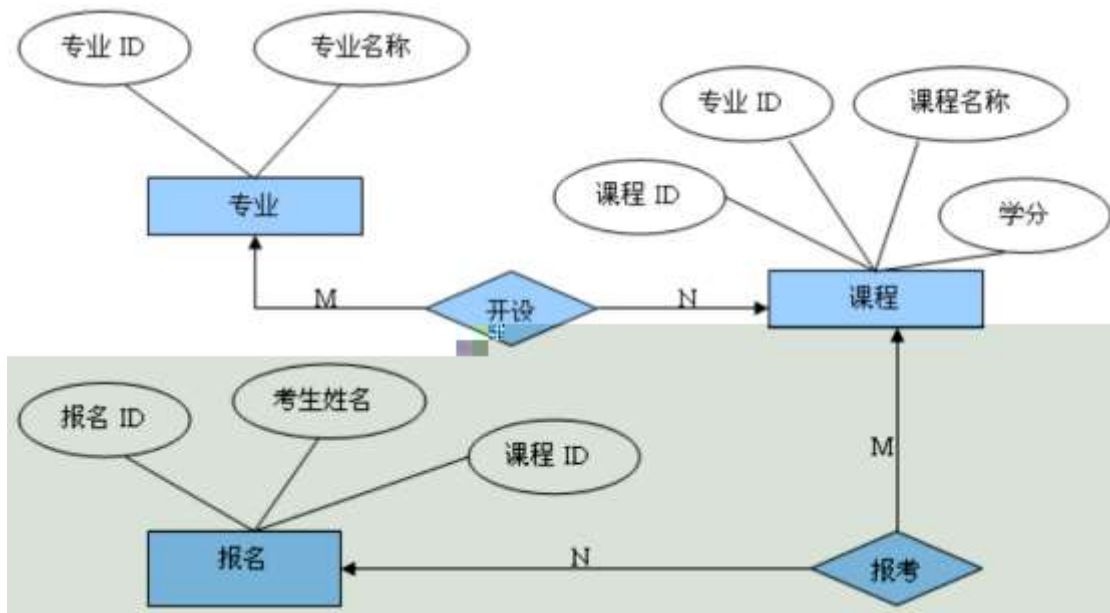 专业 ID
专业名称
专业 ID
课程名称
课程 ID
学分
专业
课程
M
开设
N
报名 ID
考生姓名
课程 ID
M
报名
N
报考